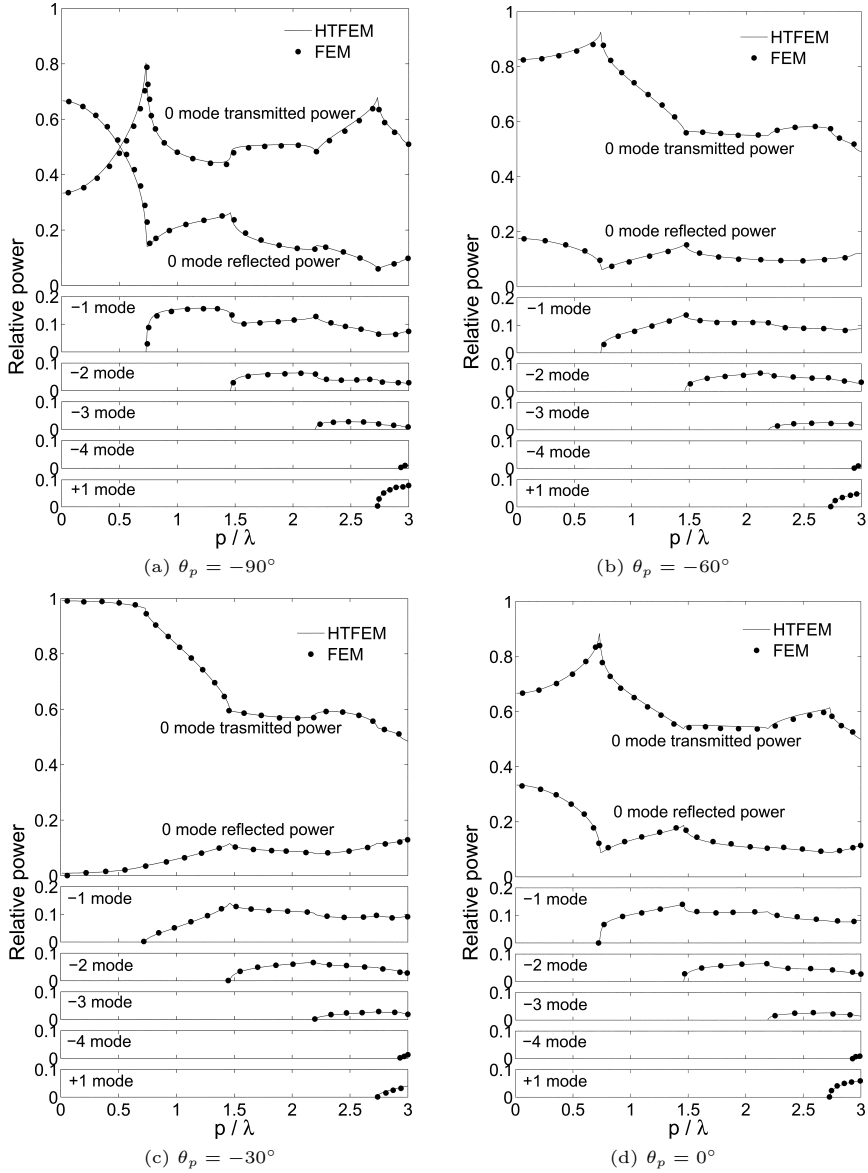 1
HTFEM
FEM
0.8
0 mode transmitted power
0.6
0.4
0.2
0 mode reflected power
0
Relative power
0.2
−1 mode
0.1
0
0.1
−2 mode
0
0.1
−3 mode
0
0.1
−4 mode
0
0.1
+1 mode
0
0 0.5 1 1.5 2 2.5 3
p / λ
(a) θp = −90°
1
HTFEM
FEM
0.8
0.6
0 mode transmitted power
0.4
0 mode reflected power
0.2
0
Relative power
0.2
−1 mode
0.1
0
0.1
−2 mode
0
0.1
−3 mode
0
0.1
−4 mode
0
0.1
+1 mode
0
0 0.5 1 1.5 2 2.5 3
p / λ
(b) θp = −60°
1
HTFEM
FEM
0.8
0.6
0 mode trasmitted power
0.4
0.2
0 mode reflected power
0
Relative power
0.2
−1 mode
0.1
0
0.1
−2 mode
0
0.1
−3 mode
0
0.1
−4 mode
0
0.1
+1 mode
0
0 0.5 1 1.5 2 2.5 3
p / λ
(c) θp = −30°
1
HTFEM
FEM
0.8
0.6
0 mode transmitted power
0.4
0 mode reflected power
0.2
0
Relative power
0.2
−1 mode
0.1
0
0.1
−2 mode
0
0.1
−3 mode
0
0.1
−4 mode
0
0.1
+1 mode
0
0 0.5 1 1.5 2 2.5 3
p / λ
(d) θp = 0°